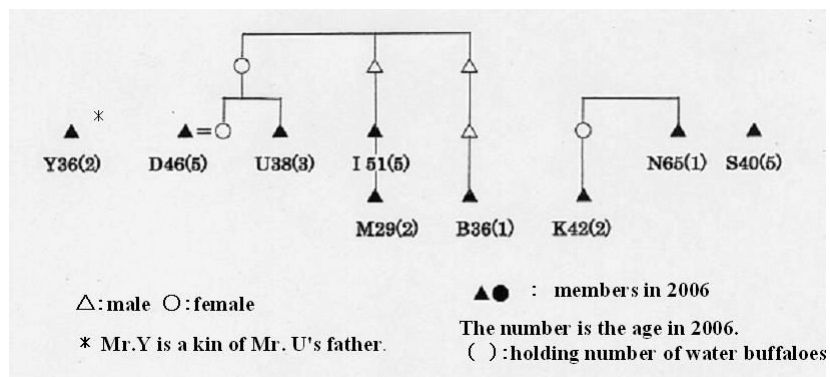 *
Y36(2) D46(5) = U38(3) I 51(5) N65(1) S40(5)
M29(2) B36(1) K42(2)
△:male ○:female
▲● : members in 2006
The number is the age in 2006.
* Mr.Y is a kin of Mr. U's father.
( ):holding number of water buffaloes